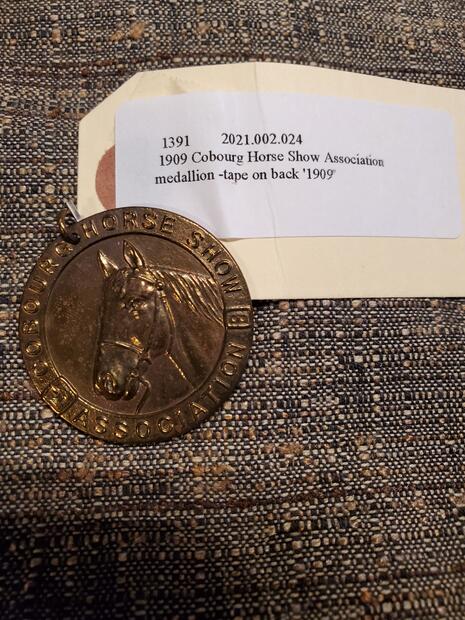 1391 2021.002.024
1909 Cobourg Horse Show Association
medallion -tape on back '1909'
COBOURG HORSE SHOW
ASSOCIATION